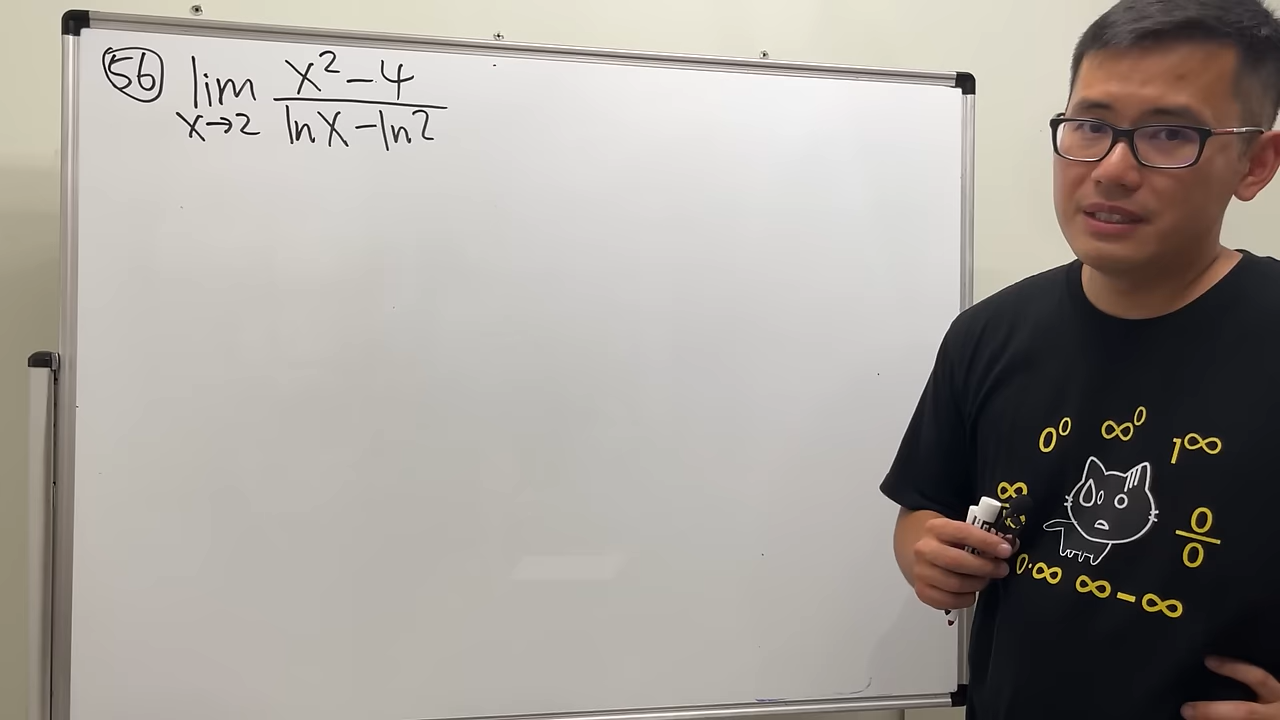 56 lim x→2 (x² − 4)/(ln x − ln 2)
0⁰ ∞⁰ 1^∞
∞
0/0
0·∞ ∞−∞